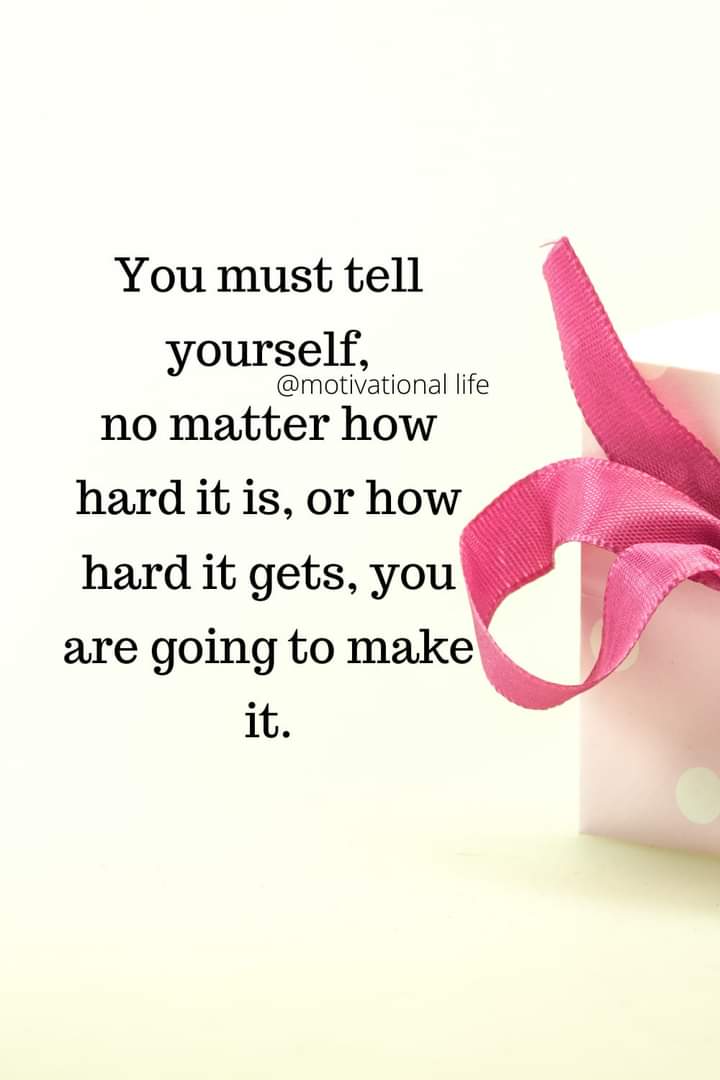 You must tell
yourself,
@motivational life
no matter how
hard it is, or how
hard it gets, you
are going to make
it.